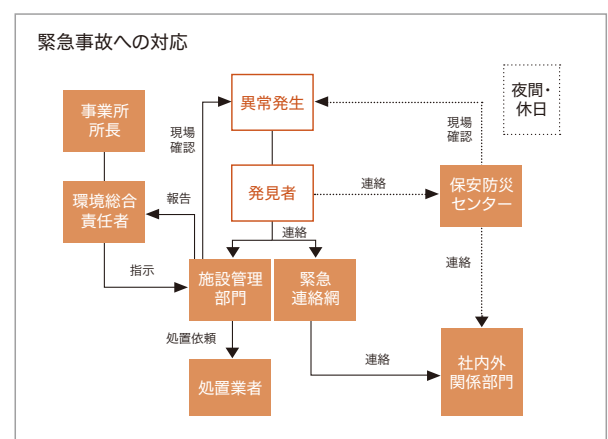 緊急事故への対応
夜間・
休日
異常発生
事業所
所長
現場
確認
現場
確認
発見者
連絡
保安防災
センター
環境総合
責任者
報告
連絡
指示
施設管理
部門
緊急
連絡網
連絡
処置依頼
処置業者
連絡
社内外
関係部門